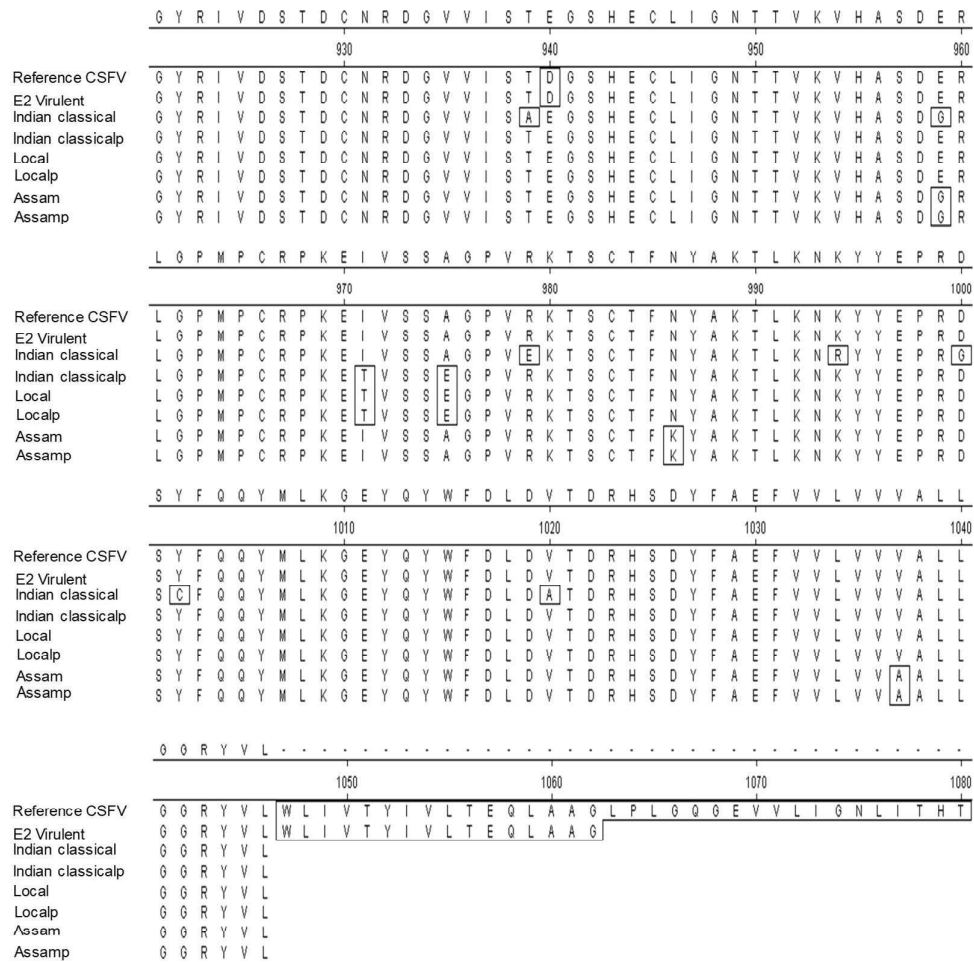 G Y R I V D S T D C N R D G V V I S T E G S H E C L I G N T T V K V H A S D E R
930 940 950 960
Reference CSFV G Y R I V D S T D C N R D G V V I S T D G S H E C L I G N T T V K V H A S D E R
E2 Virulent G Y R I V D S T D C N R D G V V I S T D G S H E C L I G N T T V K V H A S D E R
Indian classical G Y R I V D S T D C N R D G V V I S A E G S H E C L I G N T T V K V H A S D G R
Indian classicalp G Y R I V D S T D C N R D G V V I S T E G S H E C L I G N T T V K V H A S D E R
Local G Y R I V D S T D C N R D G V V I S T E G S H E C L I G N T T V K V H A S D E R
Localp G Y R I V D S T D C N R D G V V I S T E G S H E C L I G N T T V K V H A S D E R
Assam G Y R I V D S T D C N R D G V V I S T E G S H E C L I G N T T V K V H A S D G R
Assamp G Y R I V D S T D C N R D G V V I S T E G S H E C L I G N T T V K V H A S D G R
L G P M P C R P K E I V S S A G P V R K T S C T F N Y A K T L K N K Y Y E P R D
970 980 990 1000
Reference CSFV L G P M P C R P K E I V S S A G P V R K T S C T F N Y A K T L K N K Y Y E P R D
E2 Virulent L G P M P C R P K E I V S S A G P V R K T S C T F N Y A K T L K N K Y Y E P R D
Indian classical L G P M P C R P K E I V S S A G P V E K T S C T F N Y A K T L K N R Y Y E P R G
Indian classicalp L G P M P C R P K E T V S S E G P V R K T S C T F N Y A K T L K N K Y Y E P R D
Local L G P M P C R P K E T V S S E G P V R K T S C T F N Y A K T L K N K Y Y E P R D
Localp L G P M P C R P K E T V S S E G P V R K T S C T F N Y A K T L K N K Y Y E P R D
Assam L G P M P C R P K E I V S S A G P V R K T S C T F K Y A K T L K N K Y Y E P R D
Assamp L G P M P C R P K E I V S S A G P V R K T S C T F K Y A K T L K N K Y Y E P R D
S Y F Q Q Y M L K G E Y Q Y W F D L D V T D R H S D Y F A E F V V L V V V A L L
1010 1020 1030 1040
Reference CSFV S Y F Q Q Y M L K G E Y Q Y W F D L D V T D R H S D Y F A E F V V L V V V A L L
E2 Virulent S Y F Q Q Y M L K G E Y Q Y W F D L D V T D R H S D Y F A E F V V L V V V A L L
Indian classical S C F Q Q Y M L K G E Y Q Y W F D L D A T D R H S D Y F A E F V V L V V V A L L
Indian classicalp S Y F Q Q Y M L K G E Y Q Y W F D L D V T D R H S D Y F A E F V V L V V V A L L
Local S Y F Q Q Y M L K G E Y Q Y W F D L D V T D R H S D Y F A E F V V L V V V A L L
Localp S Y F Q Q Y M L K G E Y Q Y W F D L D V T D R H S D Y F A E F V V L V V V A L L
Assam S Y F Q Q Y M L K G E Y Q Y W F D L D V T D R H S D Y F A E F V V L V V A A L L
Assamp S Y F Q Q Y M L K G E Y Q Y W F D L D V T D R H S D Y F A E F V V L V V A A L L
G G R Y V L - - - - - - - - - - - - - - - - - - - - - - - - - - - - - - - - - -
1050 1060 1070 1080
Reference CSFV G G R Y V L W L I V T Y I V L T E Q L A A G L P L G Q G E V V L I G N L I T H T
E2 Virulent G G R Y V L W L I V T Y I V L T E Q L A A G
Indian classical G G R Y V L
Indian classicalp G G R Y V L
Local G G R Y V L
Localp G G R Y V L
Assam G G R Y V L
Assamp G G R Y V L